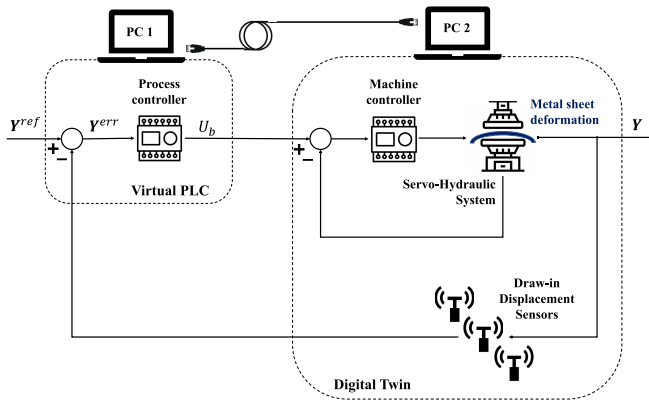 PC 1
PC 2
Process
controller
Machine
controller
Metal sheet
deformation
Y^{ref}
Y^{err}
U_b
Y
+
−
+
−
Virtual PLC
Servo-Hydraulic
System
Draw-in
Displacement
Sensors
Digital Twin